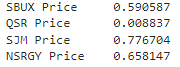 SBUX Price 0.590587
QSR Price 0.008837
SJM Price 0.776704
NSRGY Price 0.658147